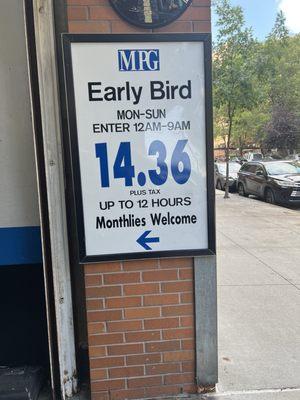 MPG
Early Bird
MON-SUN
ENTER 12AM-9AM
14.36
PLUS TAX
UP TO 12 HOURS
Monthlies Welcome